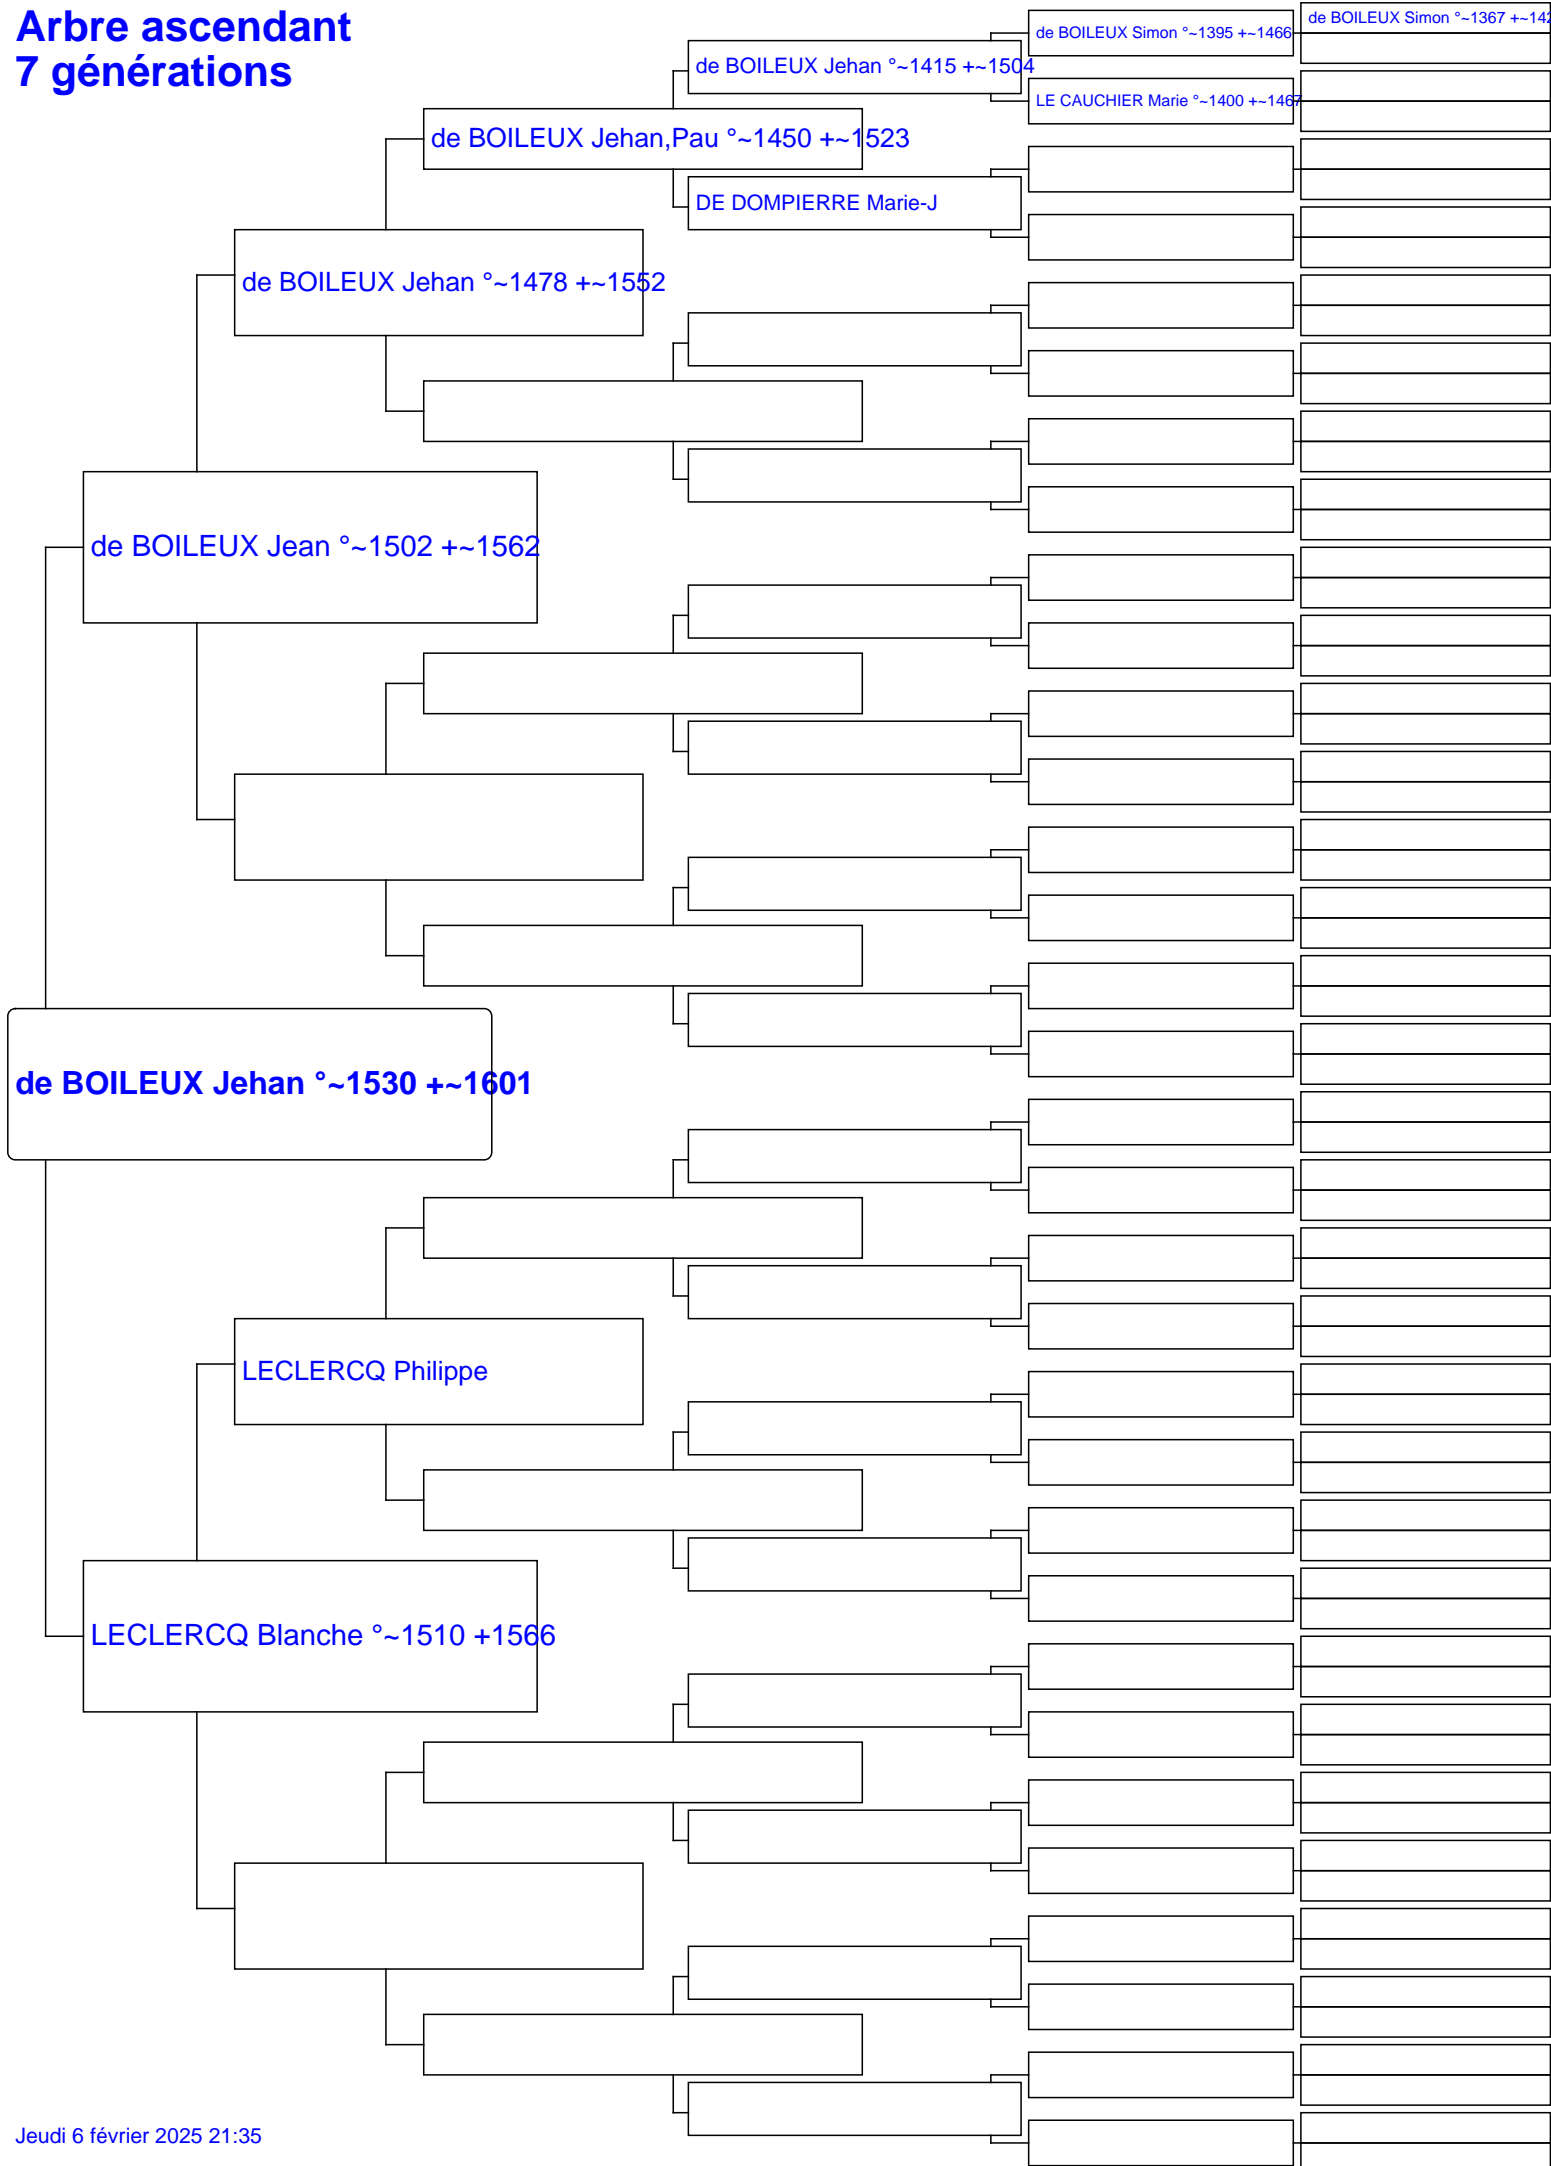 Arbre ascendant
7 générations
de BOILEUX Simon °~1367 +~
de BOILEUX Simon °~1395 +~1466
de BOILEUX Jehan °~1415 +~1504
LE CAUCHIER Marie °~1400 +~1467
de BOILEUX Jehan,Pau °~1450 +~1523
DE DOMPIERRE Marie-J
de BOILEUX Jehan °~1478 +~1552
de BOILEUX Jean °~1502 +~1562
de BOILEUX Jehan °~1530 +~1601
LECLERCQ Philippe
LECLERCQ Blanche °~1510 +1566
Jeudi 6 février 2025 21:35